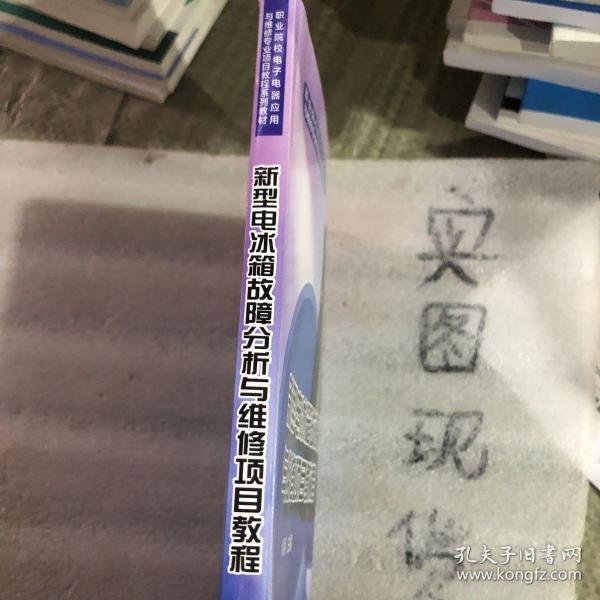 职业院校电子电器应用
与维修专业项目教程系列教材
新型电冰箱故障分析与维修项目教程
实图现
孔夫子旧书网
www.kongfz.com